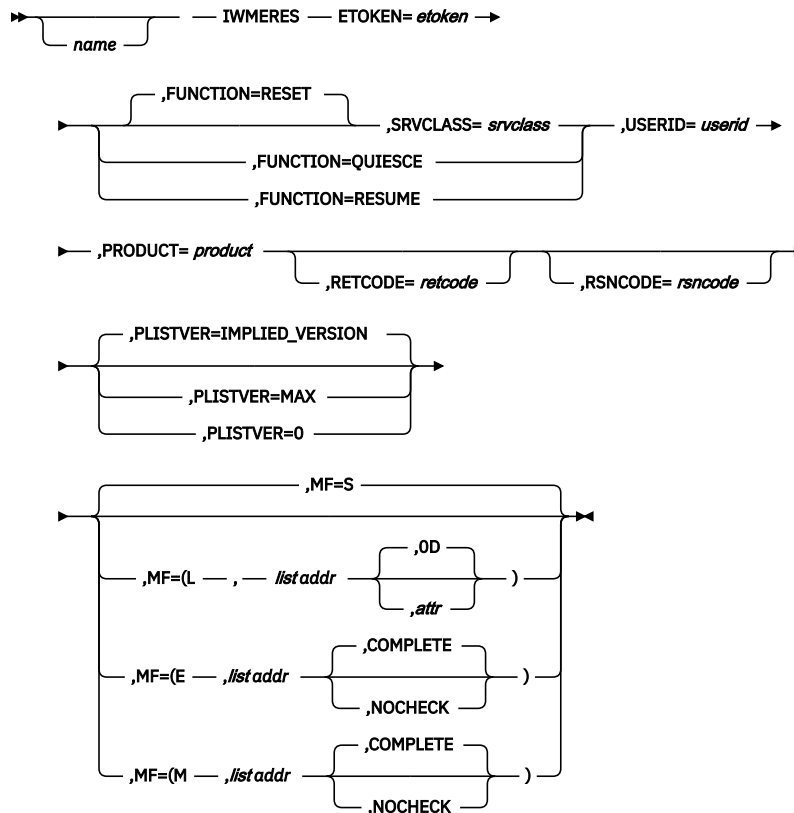 IWMERES ETOKEN= etoken
name
,FUNCTION=RESET
,SRVCLASS= srvclass ,USERID= userid
,FUNCTION=QUIESCE
,FUNCTION=RESUME
,PRODUCT= product
,RETCODE= retcode ,RSNCODE= rsncode
,PLISTVER=IMPLIED_VERSION
,PLISTVER=MAX
,PLISTVER=0
,MF=S
,0D
,MF=(L , list addr )
,attr
,COMPLETE
,MF=(E ,list addr )
,NOCHECK
,COMPLETE
,MF=(M ,list addr )
,NOCHECK